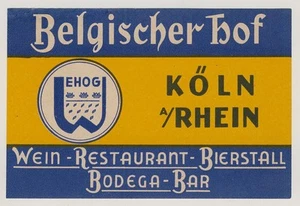 Belgischer Hof
EHOG
W
KÖLN
A/RHEIN
WEIN-RESTAURANT-BIERSTALL
BODEGA-BAR